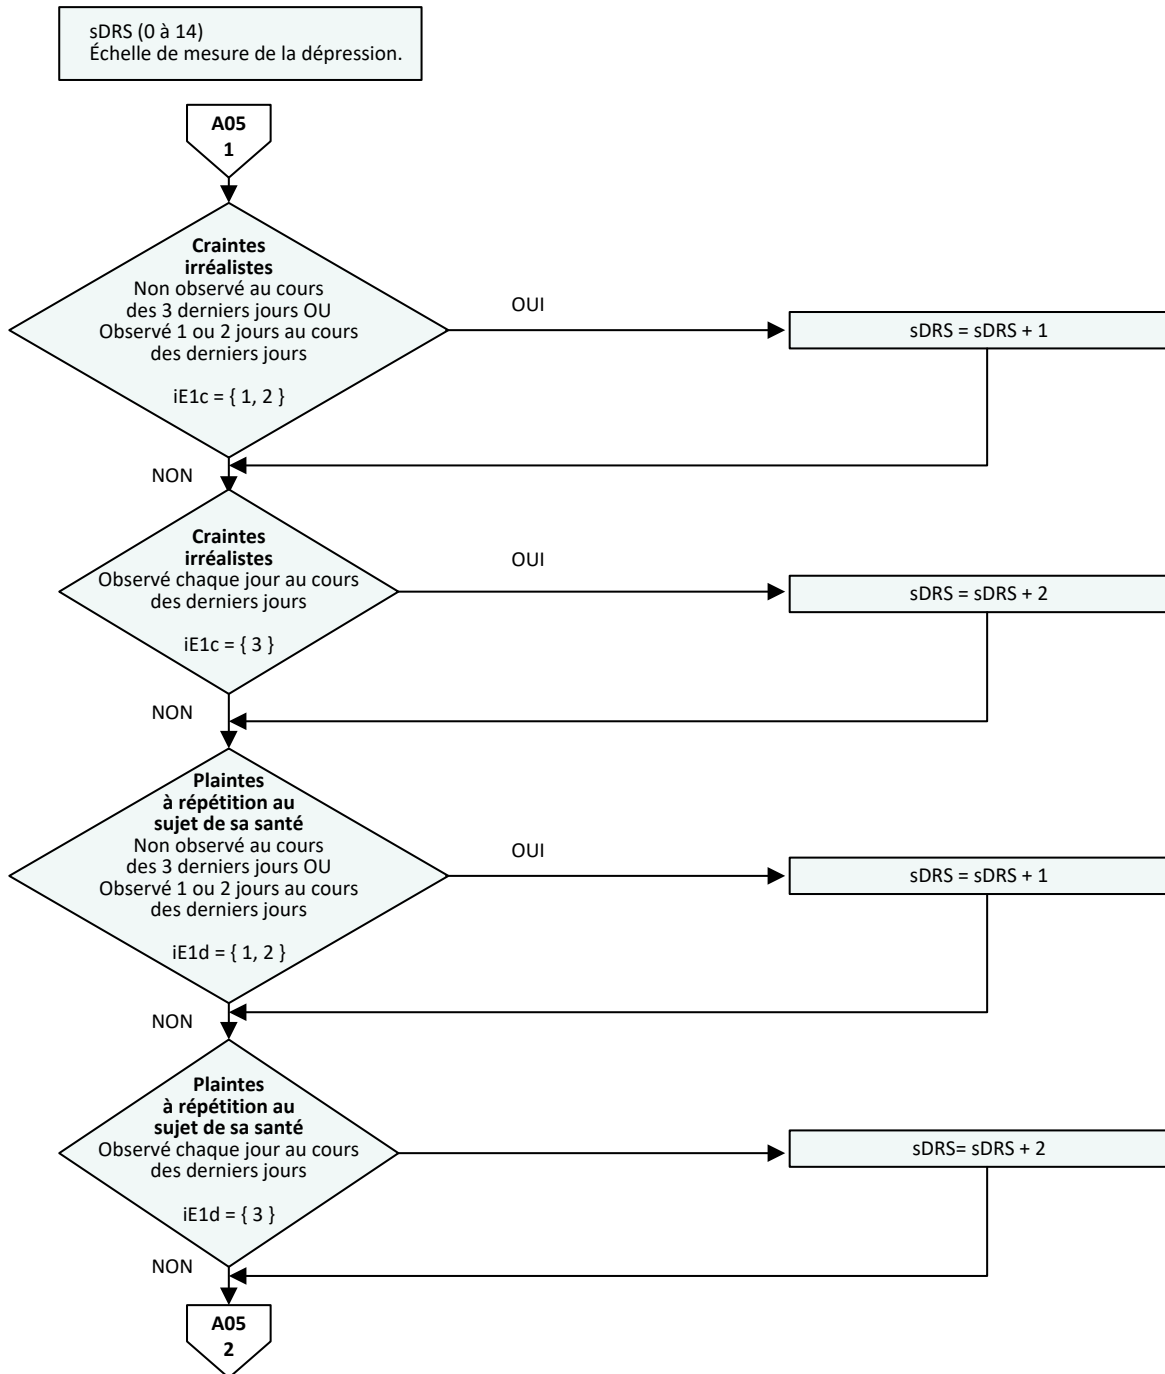 sDRS (0 à 14)
Échelle de mesure de la dépression.
A05
1
Craintes
irréalistes
Non observé au cours
des 3 derniers jours OU
Observé 1 ou 2 jours au cours
des derniers jours
iE1c = { 1, 2 }
OUI
sDRS = sDRS + 1
NON
Craintes
irréalistes
Observé chaque jour au cours
des derniers jours
iE1c = { 3 }
OUI
sDRS = sDRS + 2
NON
Plaintes
à répétition au
sujet de sa santé
Non observé au cours
des 3 derniers jours OU
Observé 1 ou 2 jours au cours
des derniers jours
iE1d = { 1, 2 }
OUI
sDRS = sDRS + 1
NON
Plaintes
à répétition au
sujet de sa santé
Observé chaque jour au cours
des derniers jours
iE1d = { 3 }
sDRS= sDRS + 2
NON
A05
2